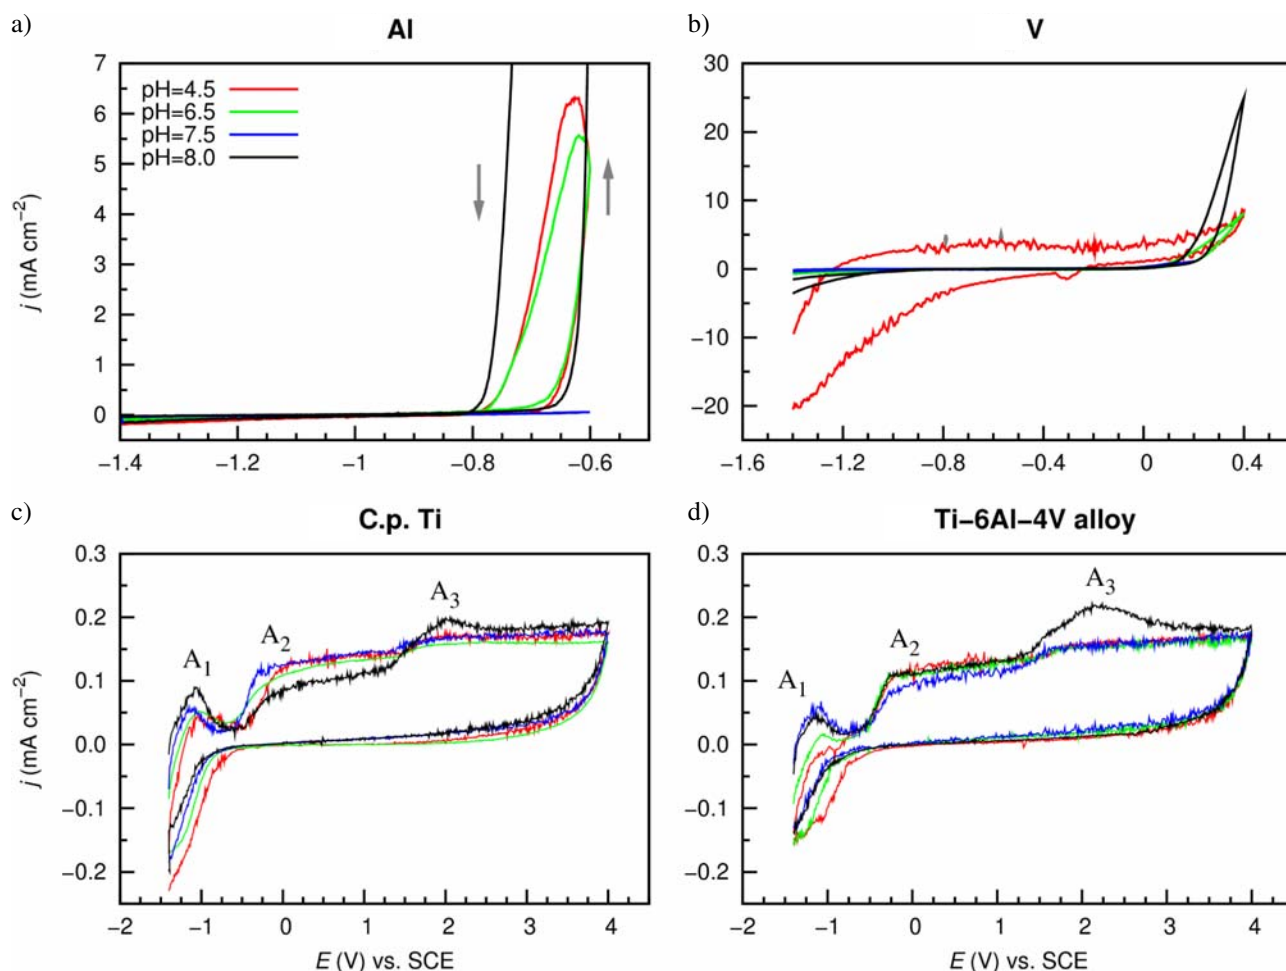 a)
Al
7
6
5
4
3
2
1
0
j (mA cm−2)
pH=4.5
pH=6.5
pH=7.5
pH=8.0
−1.4 −1.2 −1 −0.8 −0.6
b)
V
30
20
10
0
−10
−20
−1.6 −1.2 −0.8 −0.4 0 0.4
c)
C.p. Ti
0.3
0.2
0.1
0.0
−0.1
−0.2
j (mA cm−2)
A1
A2
A3
−2 −1 0 1 2 3 4
E (V) vs. SCE
d)
Ti−6Al−4V alloy
0.3
0.2
0.1
0.0
−0.1
−0.2
A1
A2
A3
−2 −1 0 1 2 3 4
E (V) vs. SCE